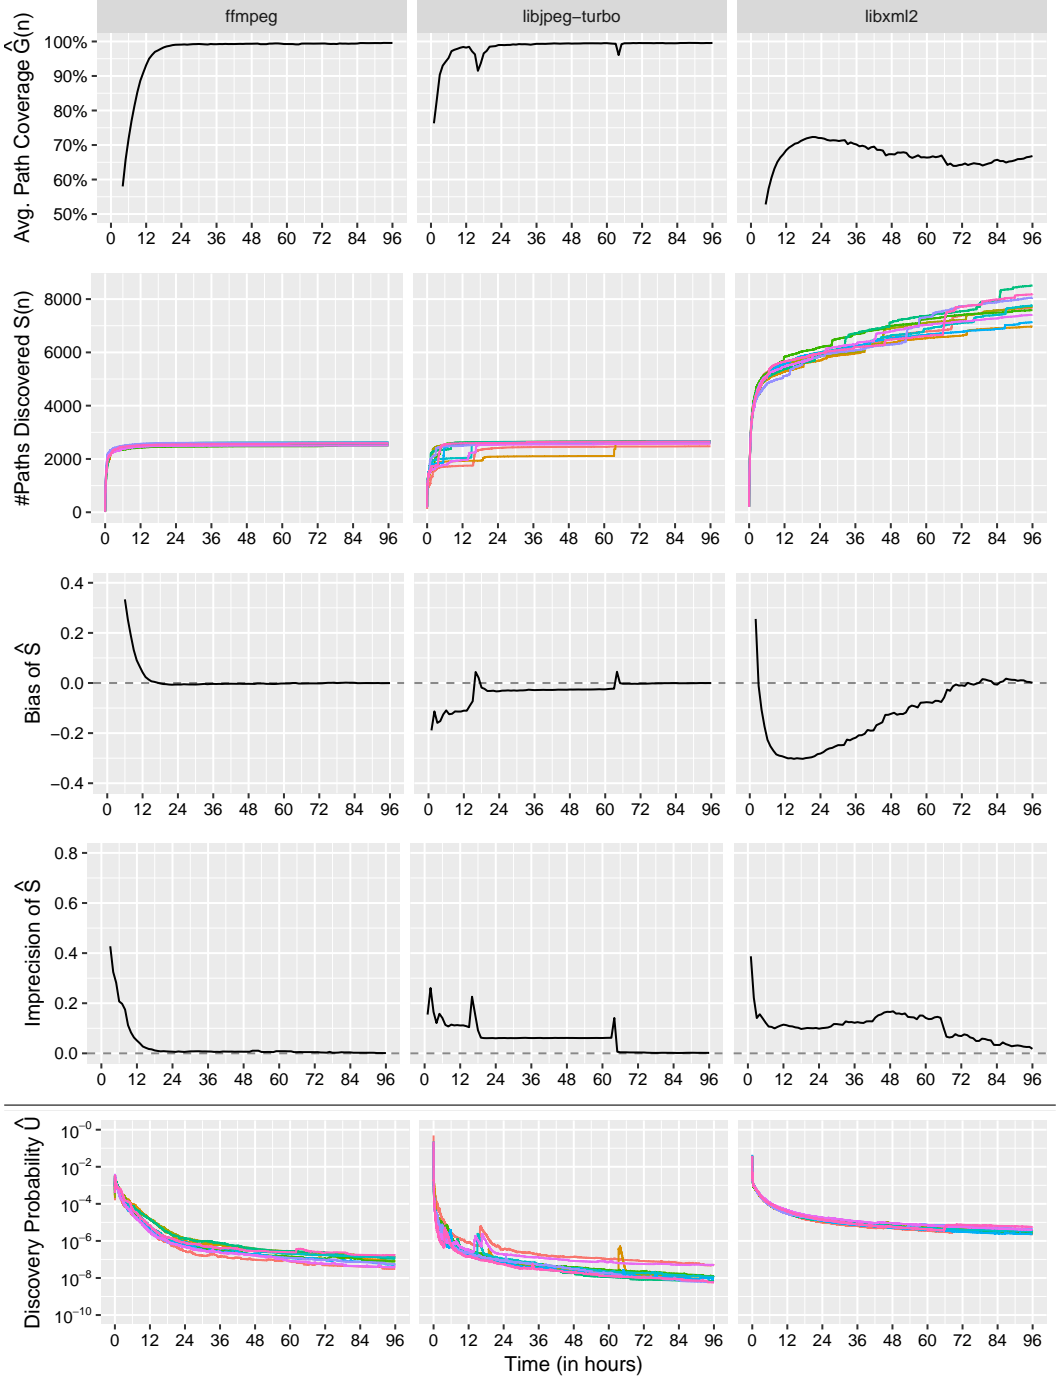 ffmpeg libjpeg−turbo libxml2
Avg. Path Coverage Ĝ(n)
100%
90%
80%
70%
60%
50%
0 12 24 36 48 60 72 84 96 0 12 24 36 48 60 72 84 96 0 12 24 36 48 60 72 84 96
#Paths Discovered S(n)
8000
6000
4000
2000
0
0 12 24 36 48 60 72 84 96 0 12 24 36 48 60 72 84 96 0 12 24 36 48 60 72 84 96
Bias of Ŝ
0.4
0.2
0.0
−0.2
−0.4
0 12 24 36 48 60 72 84 96 0 12 24 36 48 60 72 84 96 0 12 24 36 48 60 72 84 96
Imprecision of Ŝ
0.8
0.6
0.4
0.2
0.0
0 12 24 36 48 60 72 84 96 0 12 24 36 48 60 72 84 96 0 12 24 36 48 60 72 84 96
Discovery Probability Û
10⁻⁰
10⁻²
10⁻⁴
10⁻⁶
10⁻⁸
10⁻¹⁰
0 12 24 36 48 60 72 84 96 0 12 24 36 48 60 72 84 96 0 12 24 36 48 60 72 84 96
Time (in hours)